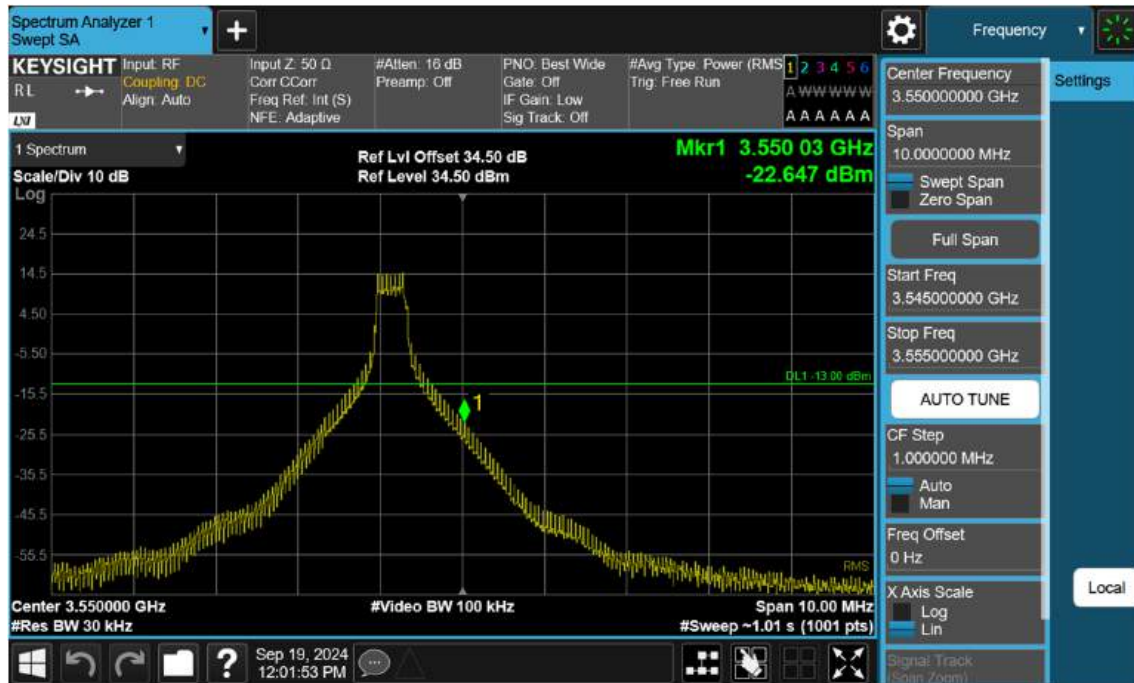 Spectrum Analyzer 1
Swept SA
+
Frequency
KEYSIGHT
RL
LXI
Input: RF
Coupling: DC
Align: Auto
Input Z: 50 Ω
Corr CCorr
Freq Ref: Int (S)
NFE: Adaptive
#Atten: 16 dB
Preamp: Off
PNO: Best Wide
Gate: Off
IF Gain: Low
Sig Track: Off
#Avg Type: Power (RMS
Trig: Free Run
1 2 3 4 5 6
A W W W W W
A A A A A A
1 Spectrum
Scale/Div 10 dB
Ref Lvl Offset 34.50 dB
Ref Level 34.50 dBm
Mkr1 3.550 03 GHz
-22.647 dBm
Log
24.5
14.5
4.50
-5.50
DL1 -13.00 dBm
-15.5
1
-25.5
-35.5
-45.5
-55.5
RMS
Center 3.550000 GHz
#Video BW 100 kHz
Span 10.00 MHz
#Res BW 30 kHz
#Sweep ~1.01 s (1001 pts)
Center Frequency
3.550000000 GHz
Settings
Span
10.0000000 MHz
Swept Span
Zero Span
Full Span
Start Freq
3.545000000 GHz
Stop Freq
3.555000000 GHz
AUTO TUNE
CF Step
1.000000 MHz
Auto
Man
Freq Offset
0 Hz
X Axis Scale
Log
Lin
Local
Signal Track
(Span Zoom)
?
Sep 19, 2024
12:01:53 PM